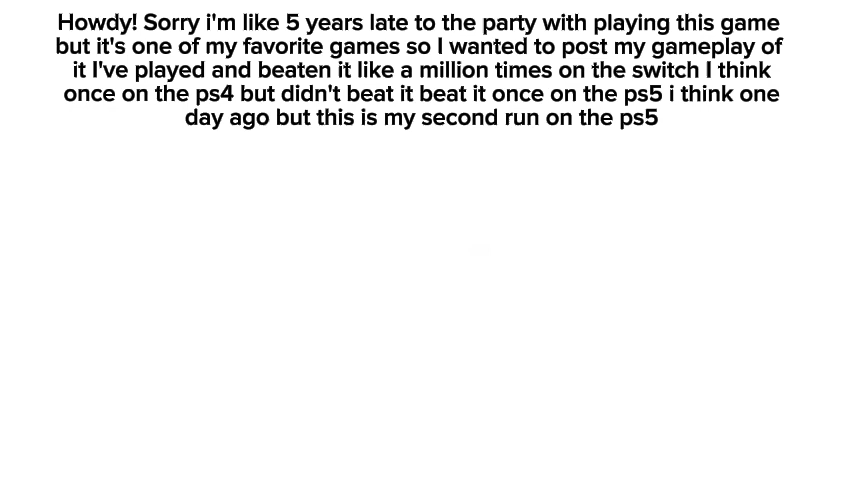 Howdy! Sorry i'm like 5 years late to the party with playing this game
but it's one of my favorite games so I wanted to post my gameplay of
it I've played and beaten it like a million times on the switch I think
once on the ps4 but didn't beat it beat it once on the ps5 i think one
day ago but this is my second run on the ps5